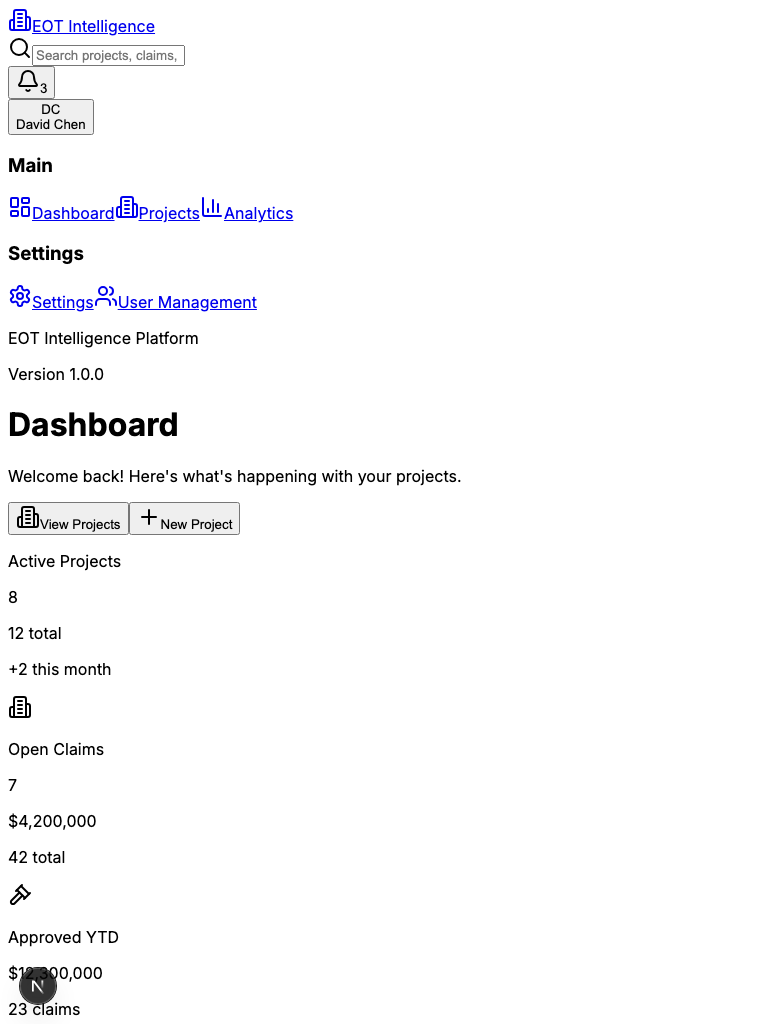 EOT Intelligence
Search projects, claims,
3
DC
David Chen
Main
Dashboard Projects Analytics
Settings
Settings User Management
EOT Intelligence Platform
Version 1.0.0
Dashboard
Welcome back! Here's what's happening with your projects.
View Projects New Project
Active Projects
8
12 total
+2 this month
Open Claims
7
$4,200,000
42 total
Approved YTD
$12,300,000
N
23 claims